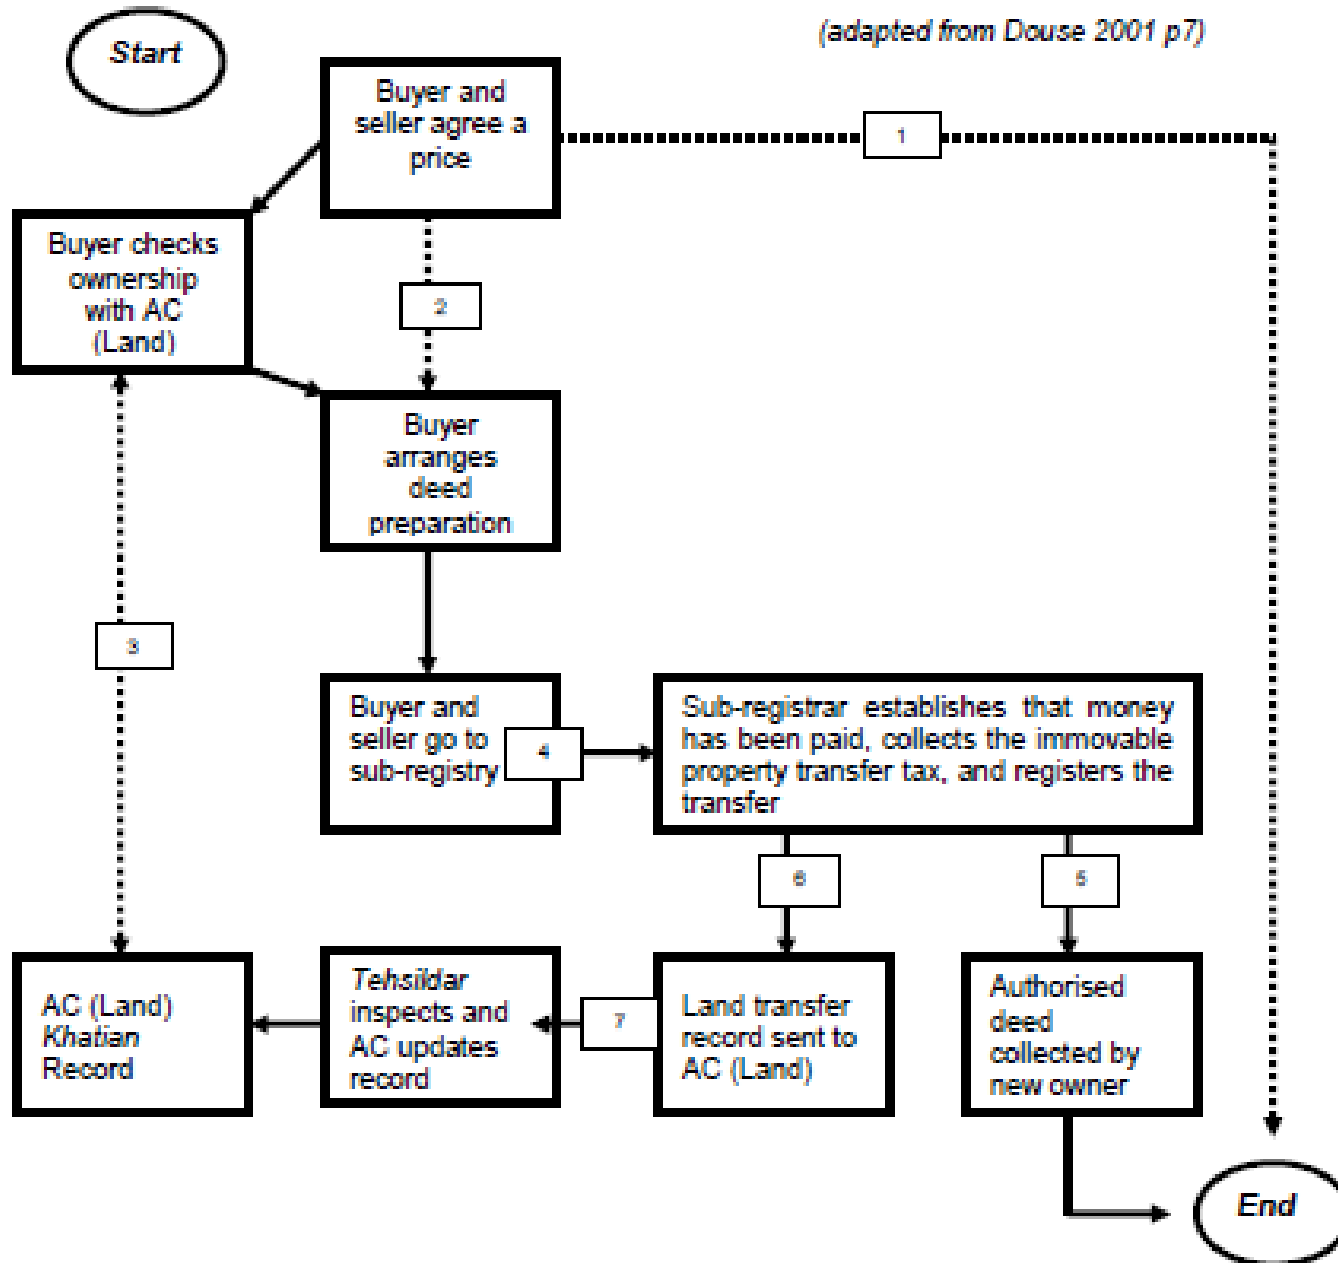 Start
(adapted from Douse 2001 p7)
Buyer and
seller agree a
price
1
Buyer checks
ownership
with AC
(Land)
2
Buyer
arranges
deed
preparation
3
Buyer and
seller go to
sub-registry
4
Sub-registrar establishes that money
has been paid, collects the immovable
property transfer tax, and registers the
transfer
6
5
AC (Land)
Khatian
Record
Tehsildar
inspects and
AC updates
record
7
Land transfer
record sent to
AC (Land)
Authorised
deed
collected by
new owner
End